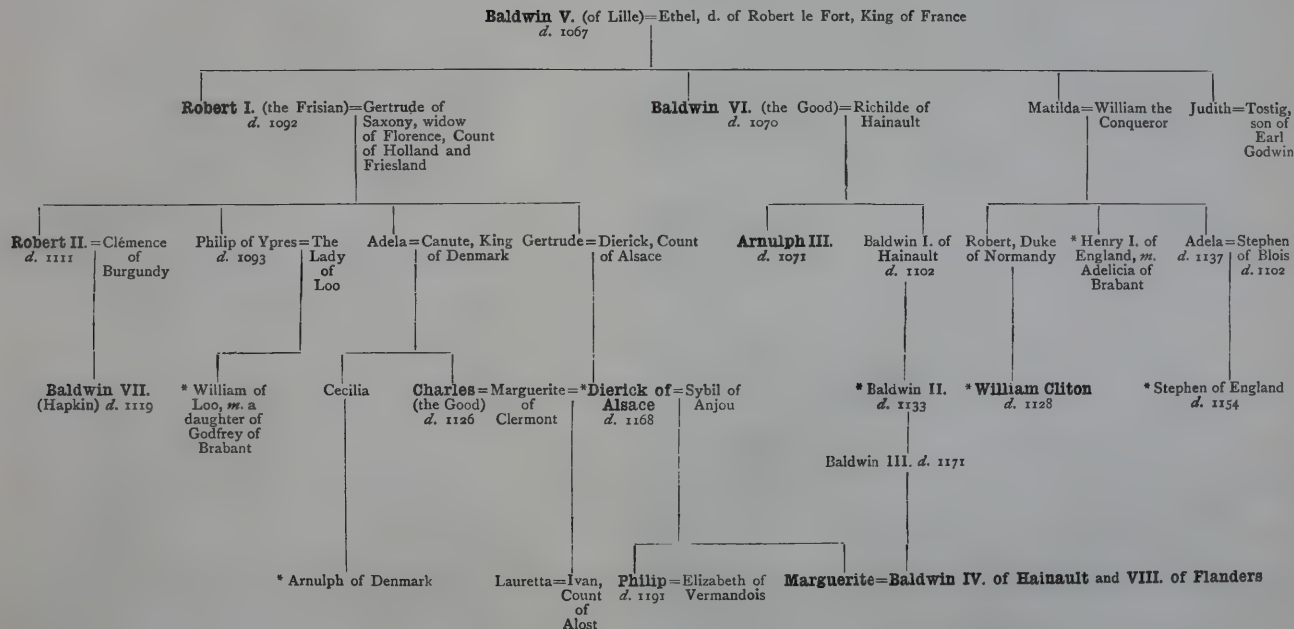 Baldwin V. (of Lille)=Ethel, d. of Robert le Fort, King of France
d. 1067
Robert I. (the Frisian)=Gertrude of
d. 1092
Saxony, widow
of Florence, Count
of Holland and
Friesland
Baldwin VI. (the Good)=Richilde of
d. 1070
Hainault
Matilda=William the
Conqueror
Judith=Tostig,
son of
Earl
Godwin
Robert II.=Clémence
d. 1111
of
Burgundy
Philip of Ypres=The
d. 1093
Lady
of
Loo
Adela=Canute, King
of Denmark
Gertrude=Dierick, Count
of Alsace
Arnulph III.
d. 1071
Baldwin I. of
Hainault
d. 1102
Robert, Duke
of Normandy
* Henry I. of
England, m.
Adelicia of
Brabant
Adela=Stephen
d. 1137 of Blois
d. 1102
Baldwin VII.
(Hapkin) d. 1119
* William of
Loo, m. a
daughter of
Godfrey of
Brabant
Cecilia
Charles=Marguerite=*Dierick of=Sybil of
(the Good)
d. 1126
of
Clermont
Alsace
d. 1168
Anjou
* Baldwin II.
d. 1133
* William Cliton
d. 1128
* Stephen of England
d. 1154
Baldwin III. d. 1171
* Arnulph of Denmark
Lauretta=Ivan,
Count
of
Alost
Philip=Elizabeth of
d. 1191
Vermandois
Marguerite=Baldwin IV. of Hainault and VIII. of Flanders